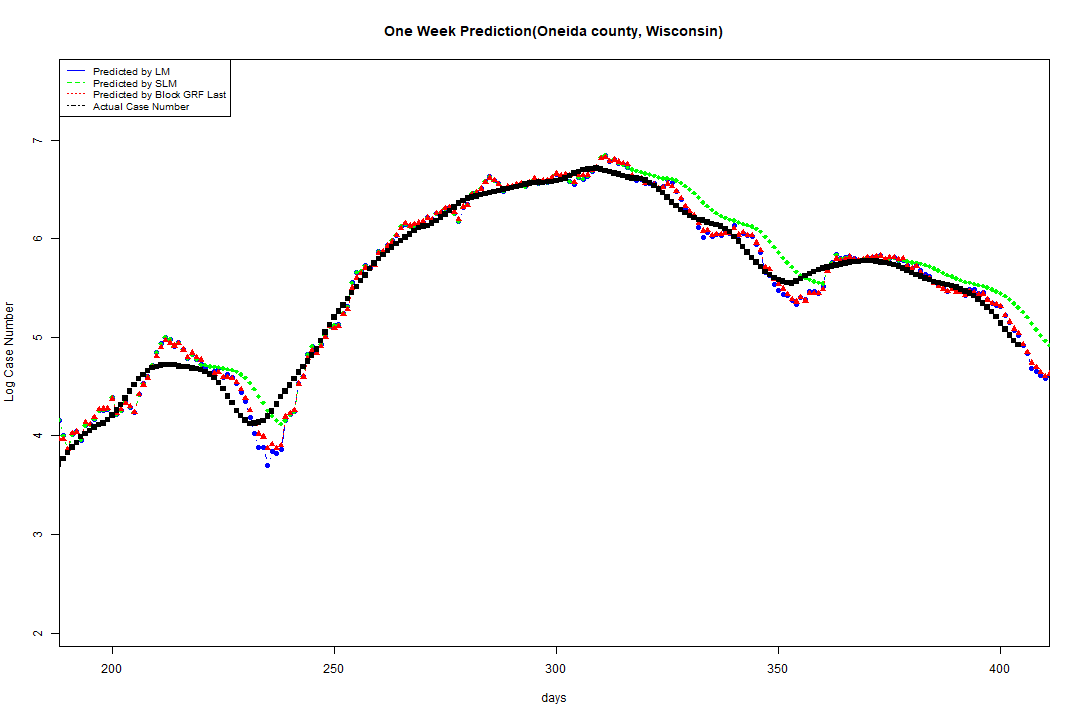 One Week Prediction(Oneida county, Wisconsin)
Predicted by LM
Predicted by SLM
Predicted by Block GRF Last
Actual Case Number
Log Case Number
7
6
5
4
3
2
200 250 300 350 400
days